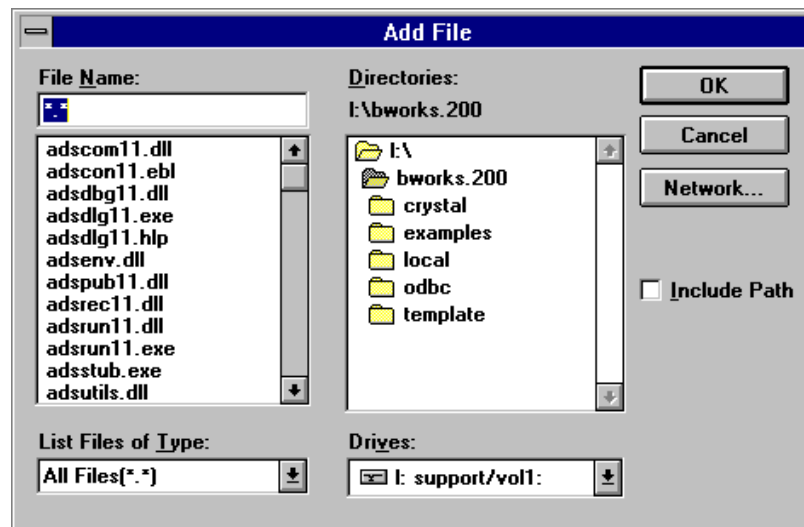 Add File
File Name:
*.*
adscom11.dll
adscon11.ebl
adsdbg11.dll
adsdlg11.exe
adsdlg11.hlp
adsenv.dll
adspub11.dll
adsrec11.dll
adsrun11.dll
adsrun11.exe
adsstub.exe
adsutils.dll
List Files of Type:
All Files(*.*)
Directories:
I:\bworks.200
I:\
bworks.200
crystal
examples
local
odbc
template
Drives:
I: support/vol1:
OK
Cancel
Network...
Include Path